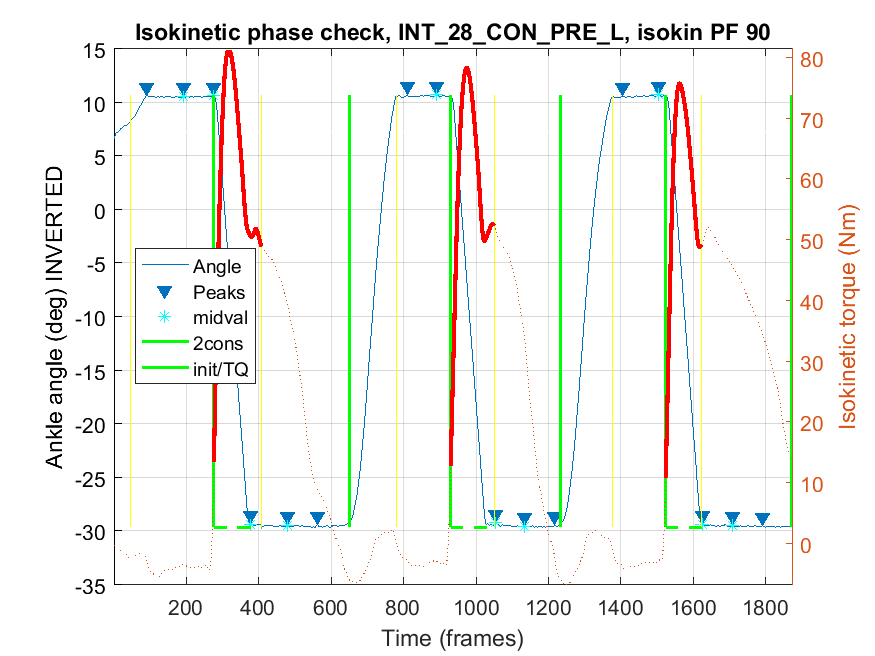 Isokinetic phase check, INT_28_CON_PRE_L, isokin PF 90
15
10
5
0
-5
-10
-15
-20
-25
-30
-35
Ankle angle (deg) INVERTED
Angle
Peaks
midval
2cons
init/TQ
80
70
60
50
40
30
20
10
0
Isokinetic torque (Nm)
200 400 600 800 1000 1200 1400 1600 1800
Time (frames)